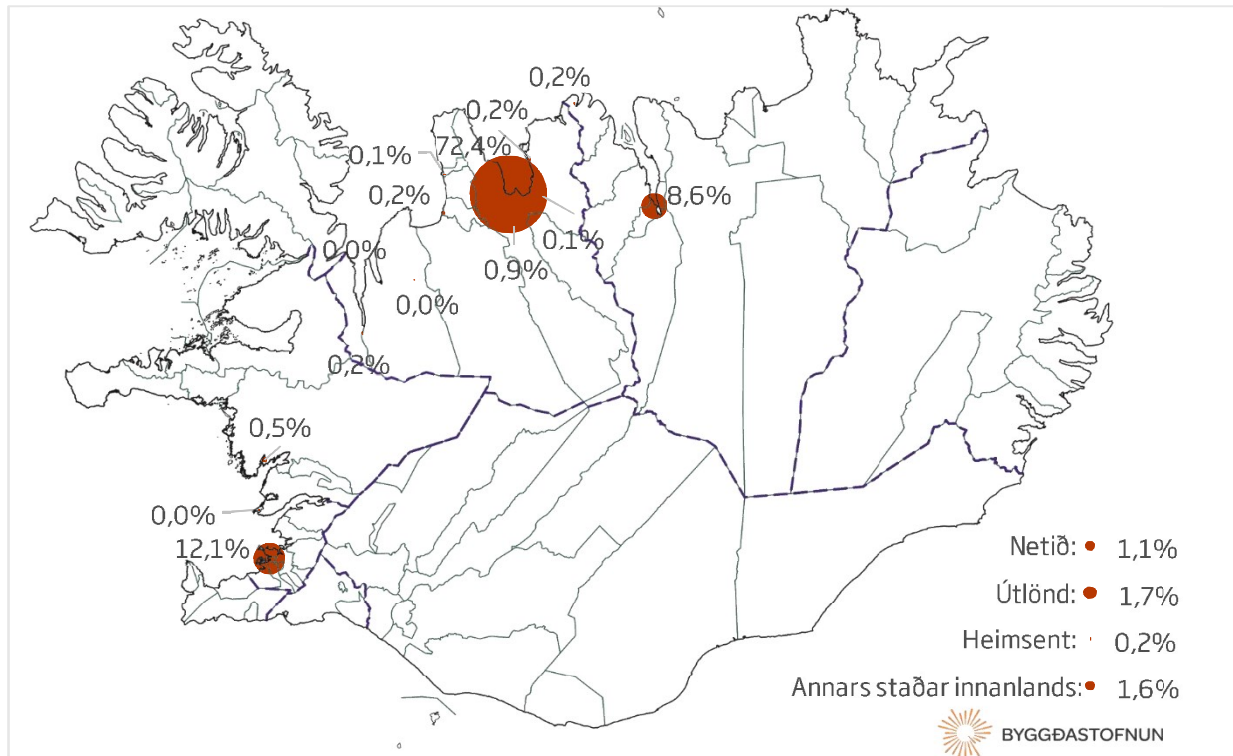 0,2%
0,2%
72,4%
0,1%
0,2%
8,6%
0,1%
0,0%
0,9%
0,0%
0,2%
0,5%
0,0%
12,1%
Netið: 1,1%
Útlönd: 1,7%
Heimsent: 0,2%
Annars staðar innanlands: 1,6%
BYGGÐASTOFNUN